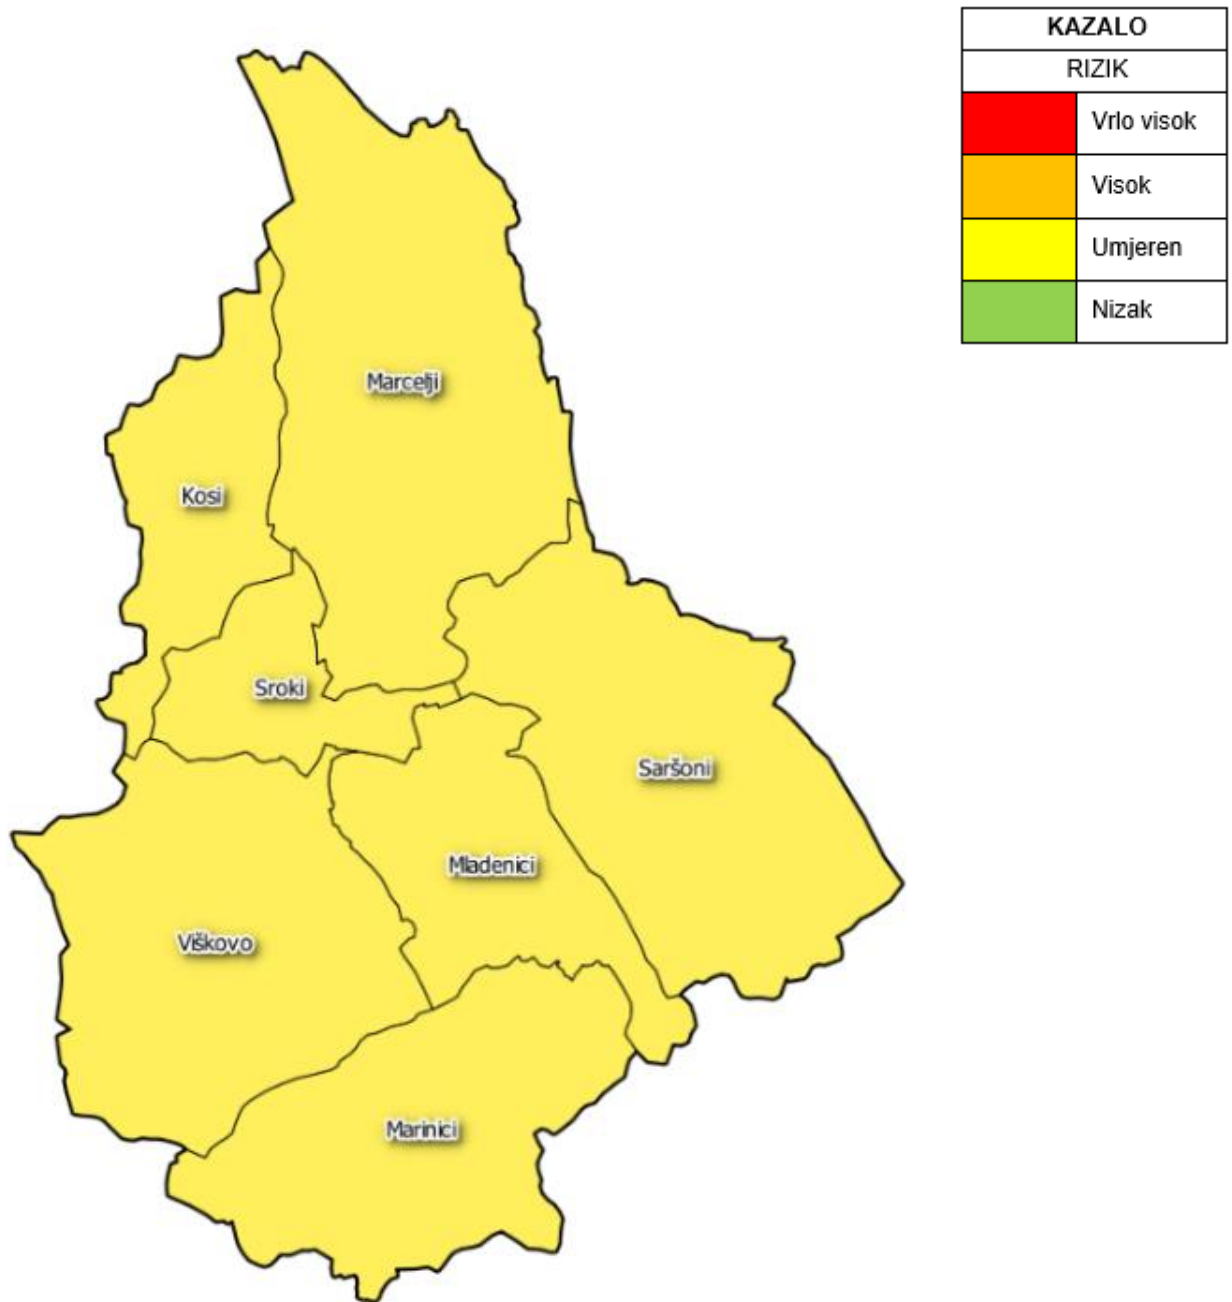 KAZALO
RIZIK
Vrlo visok
Visok
Umjeren
Nizak
Marcelji
Kosi
Sroki
Saršoni
Mladenici
Viškovo
Marinici